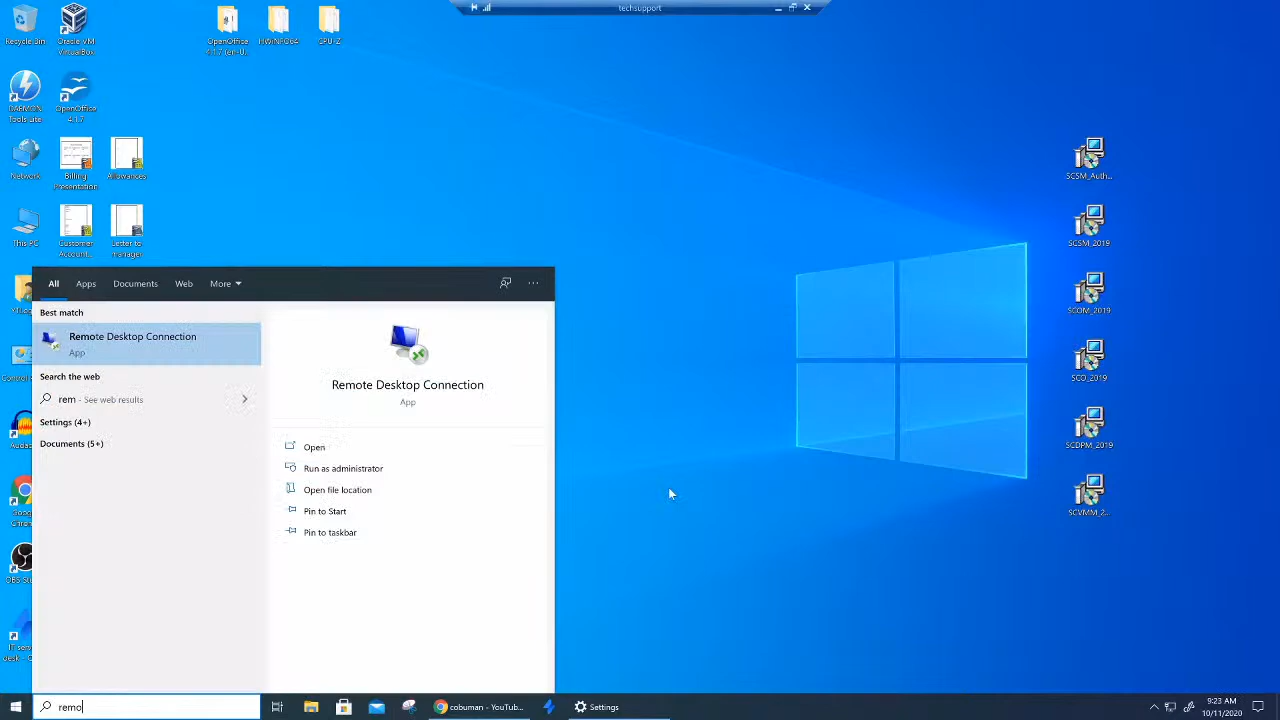 techsupport
Recycle Bin
Oracle VM
VirtualBox
OpenOffice
4.1.7 (en-U...
HWiNFO64
CPU-Z
DAEMON
Tools Lite
OpenOffice
4.1.7
Network
Billing
Presentation
Allowances
This PC
Customer
Account...
Letter to
manager
SCSM_Auth...
SCSM_2019
SCOM_2019
SCO_2019
SCDPM_2019
SCVMM_2...
All
Apps
Documents
Web
More
Best match
Remote Desktop Connection
App
Search the web
rem - See web results
Settings (4+)
Documents (5+)
Remote Desktop Connection
App
Open
Run as administrator
Open file location
Pin to Start
Pin to taskbar
remo
cobuman - YouTub...
Settings
9:23 AM
10/11/2020